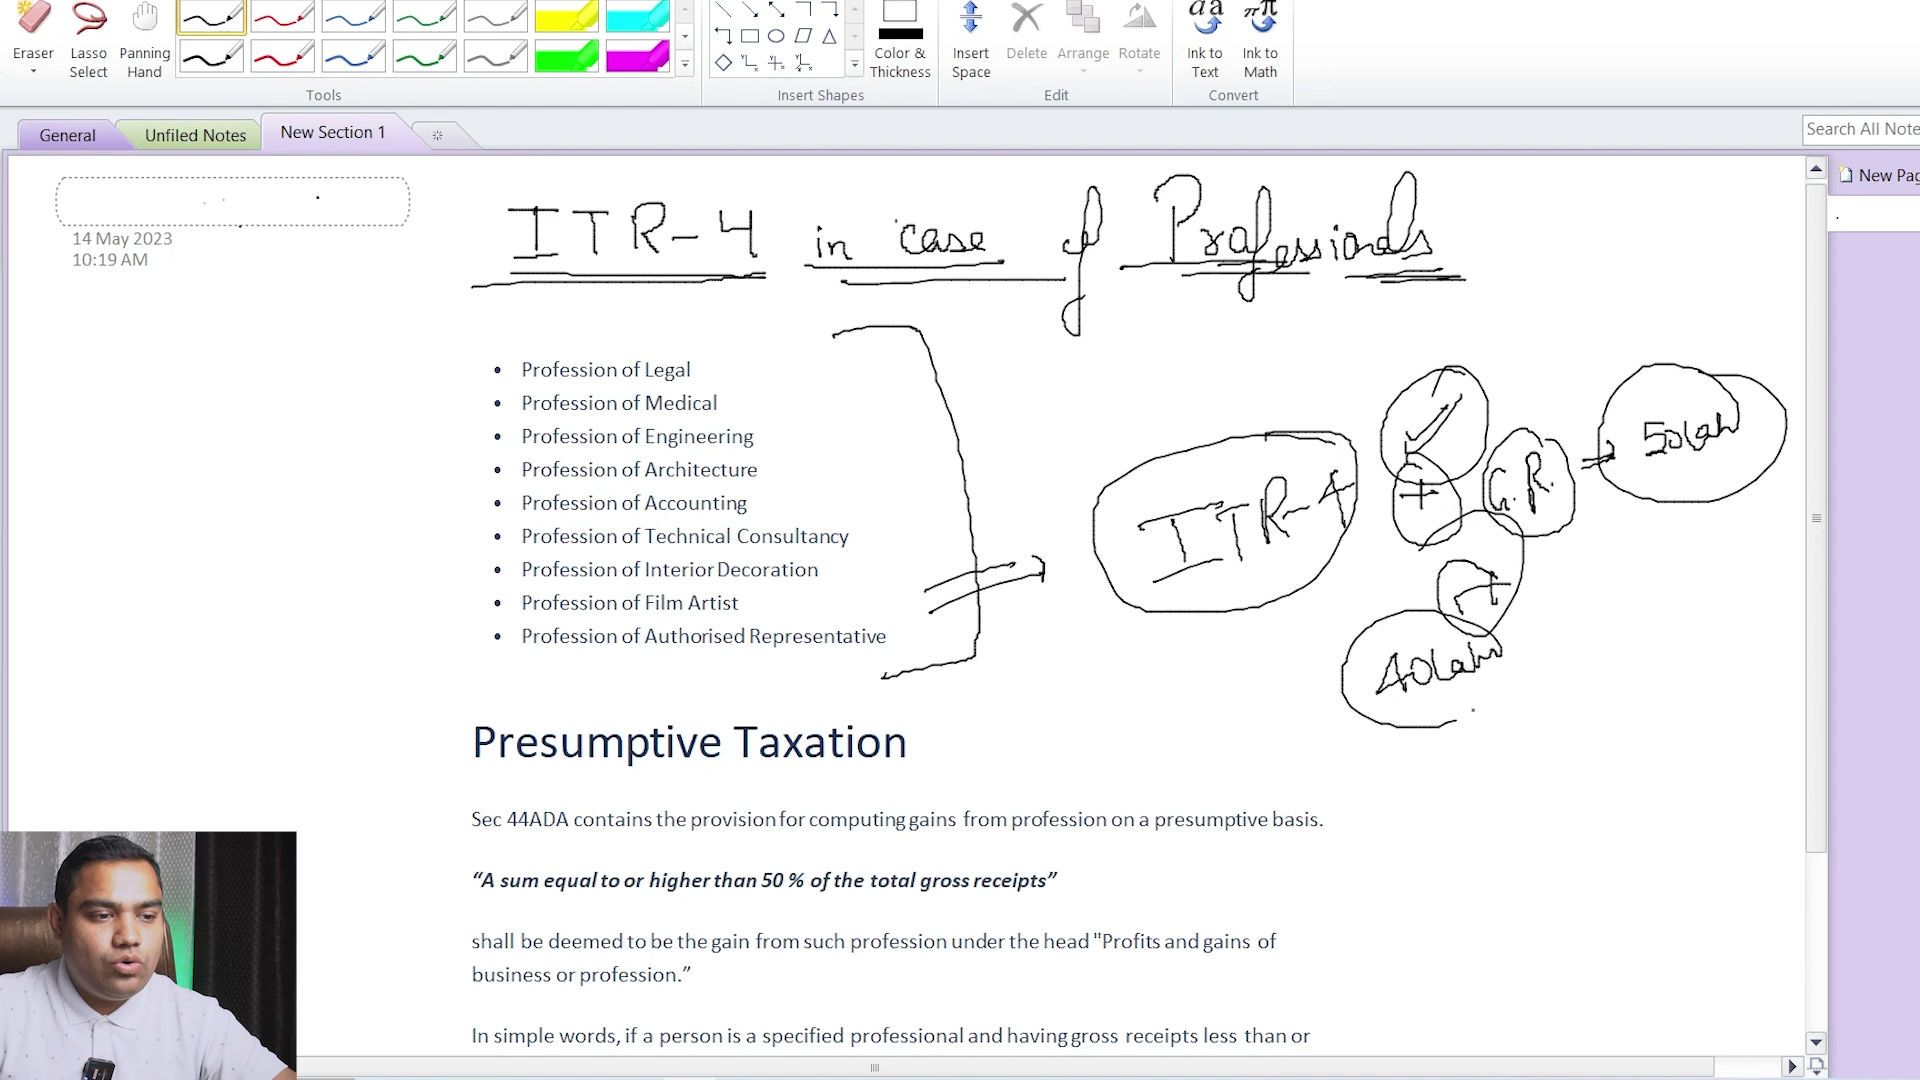 Eraser
Lasso Select
Panning Hand
Color & Thickness
Insert Space
Delete
Arrange
Rotate
Ink to Text
Ink to Math
Tools
Insert Shapes
Edit
Convert
General
Unfiled Notes
New Section 1
Search All Note
New Pag
14 May 2023
10:19 AM
ITR-4 in case of Professionals
• Profession of Legal
• Profession of Medical
• Profession of Engineering
• Profession of Architecture
• Profession of Accounting
• Profession of Technical Consultancy
• Profession of Interior Decoration
• Profession of Film Artist
• Profession of Authorised Representative
ITR-4
G.R.
50lah
Presumptive Taxation
Sec 44ADA contains the provision for computing gains from profession on a presumptive basis.
“A sum equal to or higher than 50 % of the total gross receipts”
shall be deemed to be the gain from such profession under the head "Profits and gains of
business or profession.”
In simple words, if a person is a specified professional and having gross receipts less than or